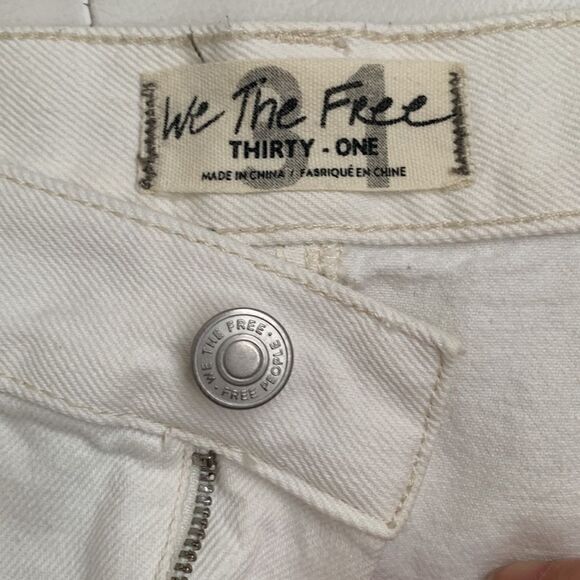 31
We The Free
THIRTY - ONE
MADE IN CHINA / FABRIQUÉ EN CHINE
WE THE FREE • FREE PEOPLE •